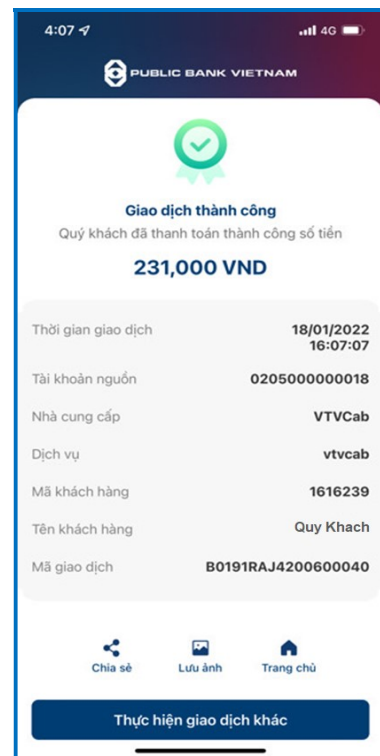 4:07
4G
PUBLIC BANK VIETNAM
Giao dịch thành công
Quý khách đã thanh toán thành công số tiền
231,000 VND
Thời gian giao dịch 18/01/2022
16:07:07
Tài khoản nguồn 0205000000018
Nhà cung cấp VTVCab
Dịch vụ vtvcab
Mã khách hàng 1616239
Tên khách hàng Quy Khach
Mã giao dịch B0191RAJ4200600040
Chia sẻ Lưu ảnh Trang chủ
Thực hiện giao dịch khác